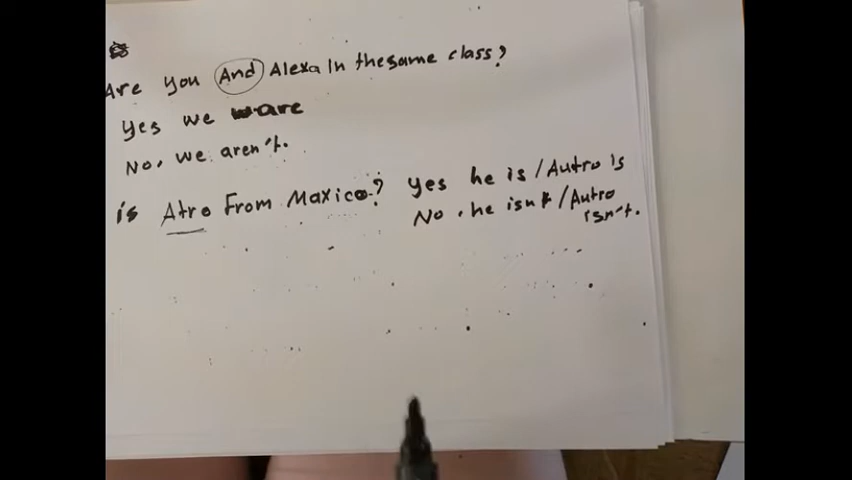 Are you And Alexa in the same class?
Yes we are
No, we aren't.
is Atro From Maxico? yes he is / Autro is
No, he isn't / Autro
isn't.